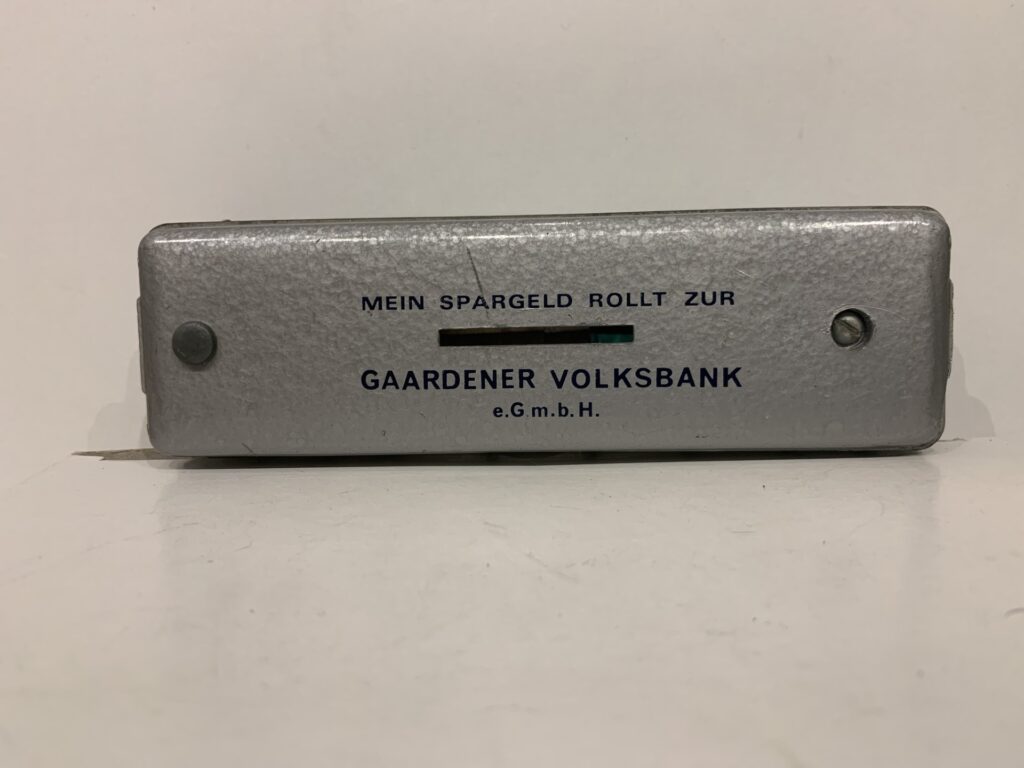 MEIN SPARGELD ROLLT ZUR
GAARDENER VOLKSBANK
e.G.m.b.H.